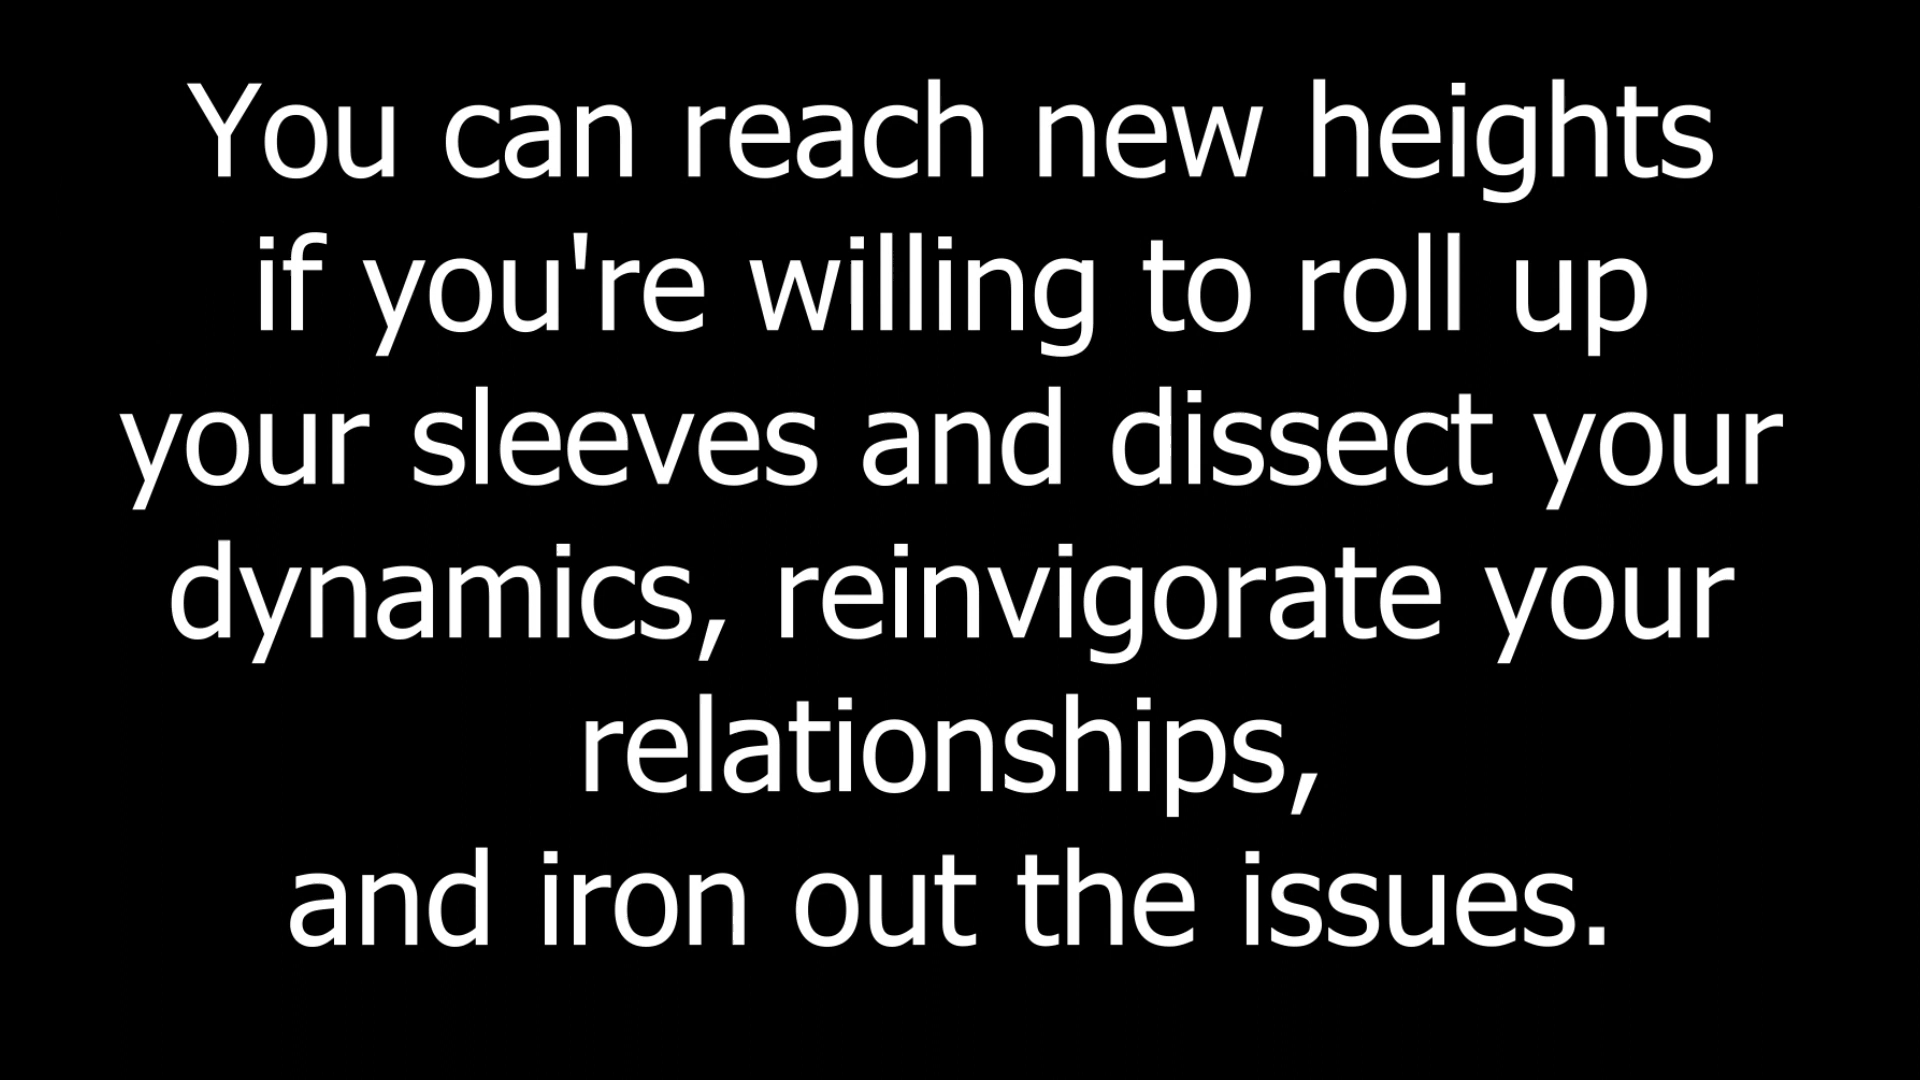 You can reach new heights
if you're willing to roll up
your sleeves and dissect your
dynamics, reinvigorate your
relationships,
and iron out the issues.